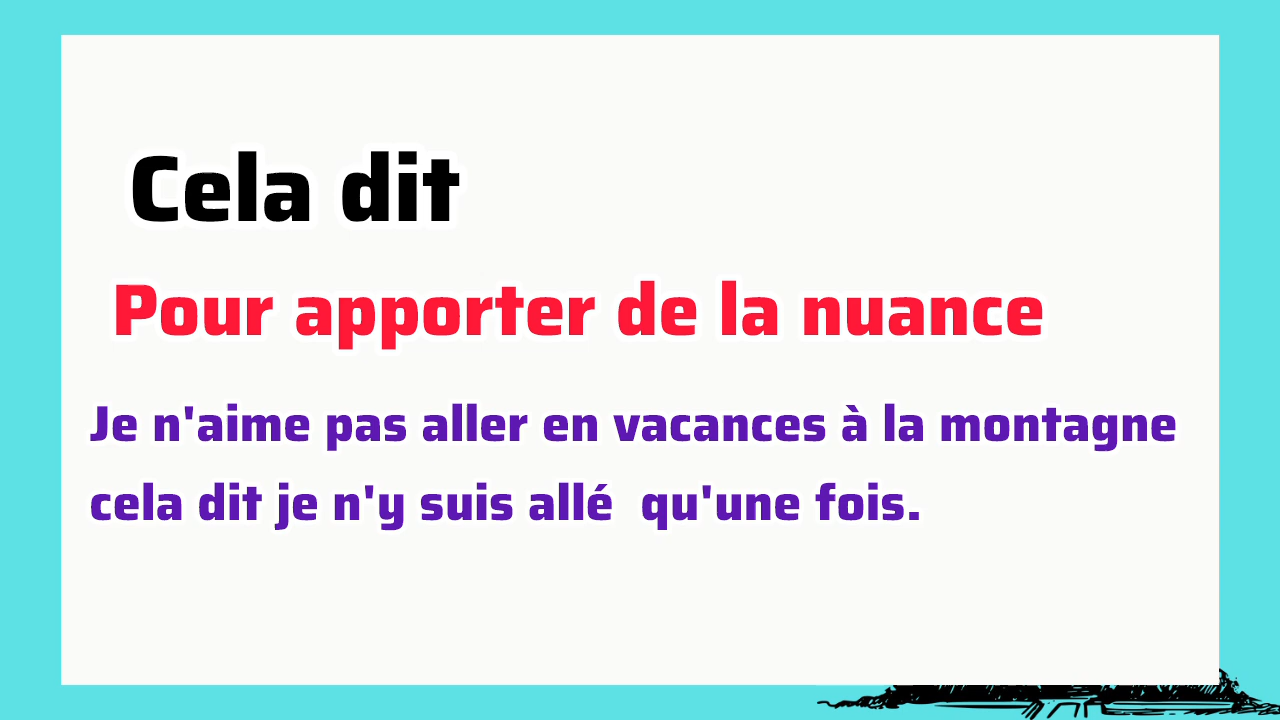 Cela dit
Pour apporter de la nuance
Je n'aime pas aller en vacances à la montagne
cela dit je n'y suis allé  qu'une fois.